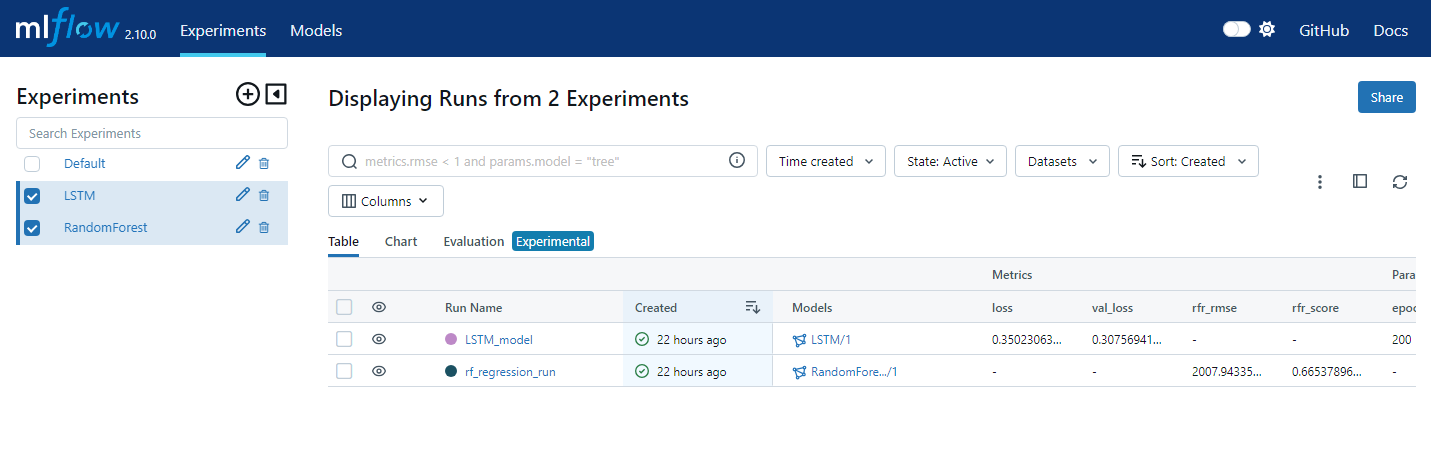 mlflow 2.10.0 Experiments Models GitHub Docs
Experiments
Search Experiments
Default
LSTM
RandomForest
Displaying Runs from 2 Experiments
Share
metrics.rmse < 1 and params.model = "tree"
Time created
State: Active
Datasets
Sort: Created
Columns
Table Chart Evaluation Experimental
Metrics Para
Run Name Created Models loss val_loss rfr_rmse rfr_score epoc
LSTM_model 22 hours ago LSTM/1 0.35023063... 0.30756941... - - 200
rf_regression_run 22 hours ago RandomFore.../1 - - 2007.94335... 0.66537896... -